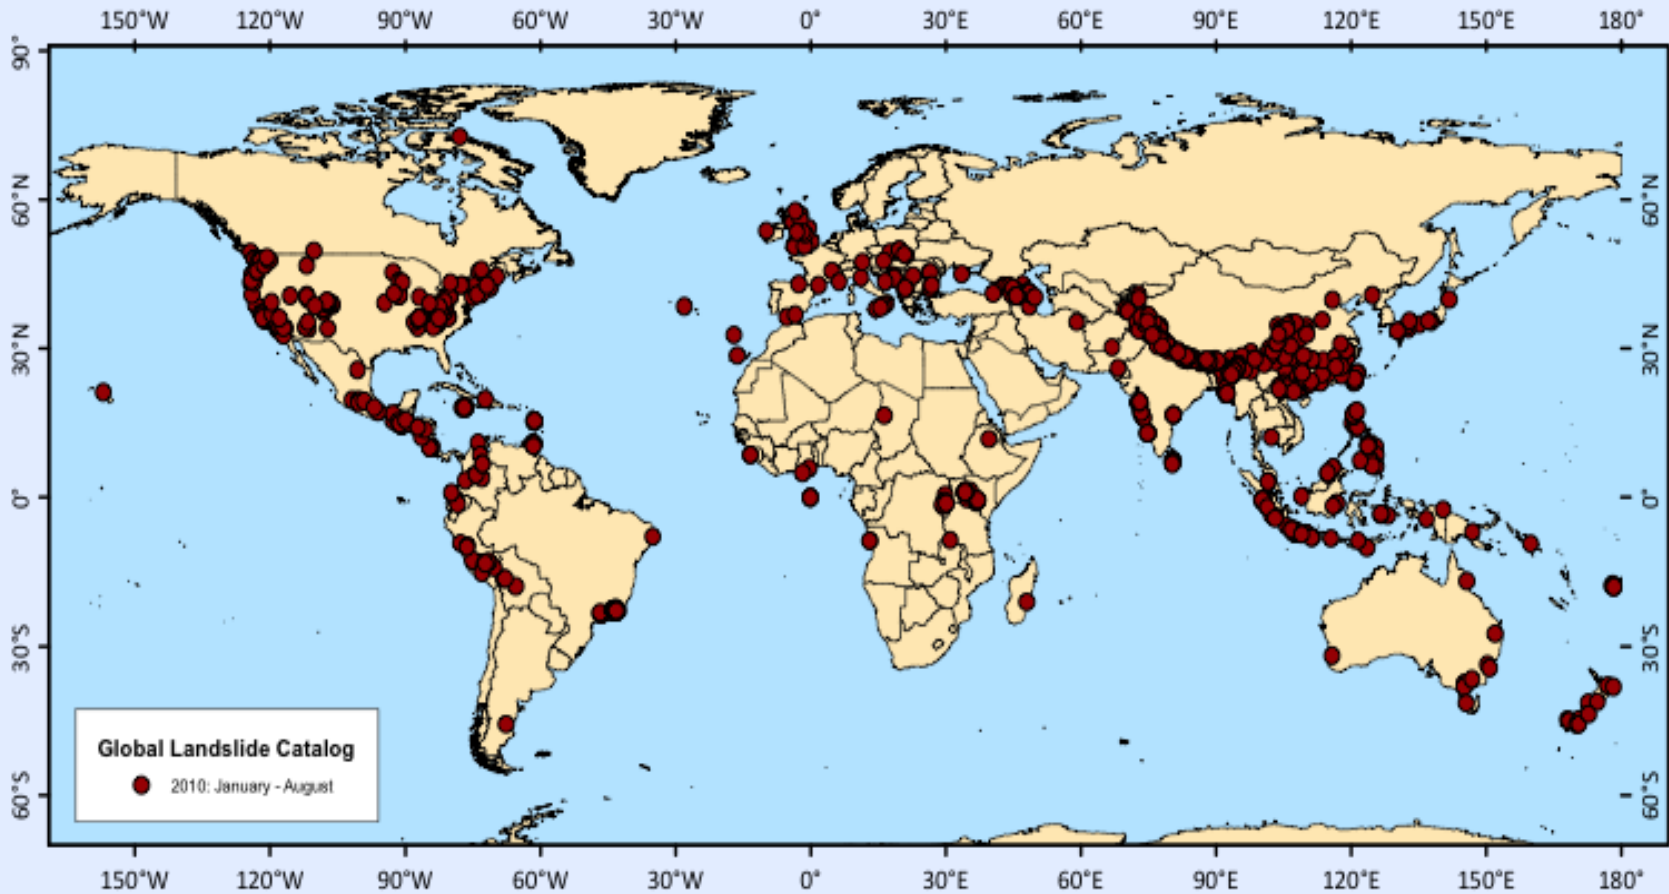 150°W 120°W 90°W 60°W 30°W 0° 30°E 60°E 90°E 120°E 150°E 180°
90°
60°N 60°N
30°N 30°N
0° 0°
30°S 30°S
Global Landslide Catalog
2010: January - August
60°S 60°S
150°W 120°W 90°W 60°W 30°W 0° 30°E 60°E 90°E 120°E 150°E 180°